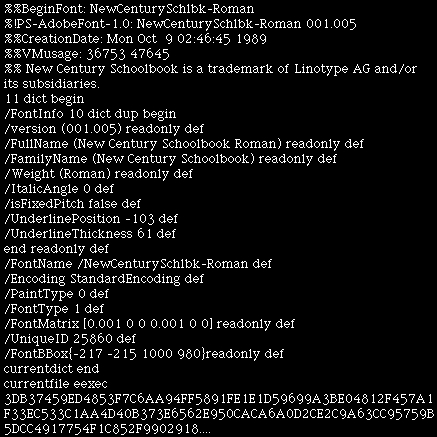 %%BeginFont: NewCenturySchlbk-Roman
%!PS-AdobeFont-1.0: NewCenturySchlbk-Roman 001.005
%%CreationDate: Mon Oct  9 02:46:45 1989
%%VMusage: 36753 47645
%% New Century Schoolbook is a trademark of Linotype AG and/or
its subsidiaries.
11 dict begin
/FontInfo 10 dict dup begin
/version (001.005) readonly def
/FullName (New Century Schoolbook Roman) readonly def
/FamilyName (New Century Schoolbook) readonly def
/Weight (Roman) readonly def
/ItalicAngle 0 def
/isFixedPitch false def
/UnderlinePosition -103 def
/UnderlineThickness 61 def
end readonly def
/FontName /NewCenturySchlbk-Roman def
/Encoding StandardEncoding def
/PaintType 0 def
/FontType 1 def
/FontMatrix [0.001 0 0 0.001 0 0] readonly def
/UniqueID 25860 def
/FontBBox{-217 -215 1000 980}readonly def
currentdict end
currentfile eexec
3DB37459ED4853F7C6AA94FF5891FE1E1D59699A3BE04812F457A1
F33EC533C1AA4D40B373E6562E950CACA6A0D2CE2C9A63CC95759B
5DCC4917754F1C852F9902918....